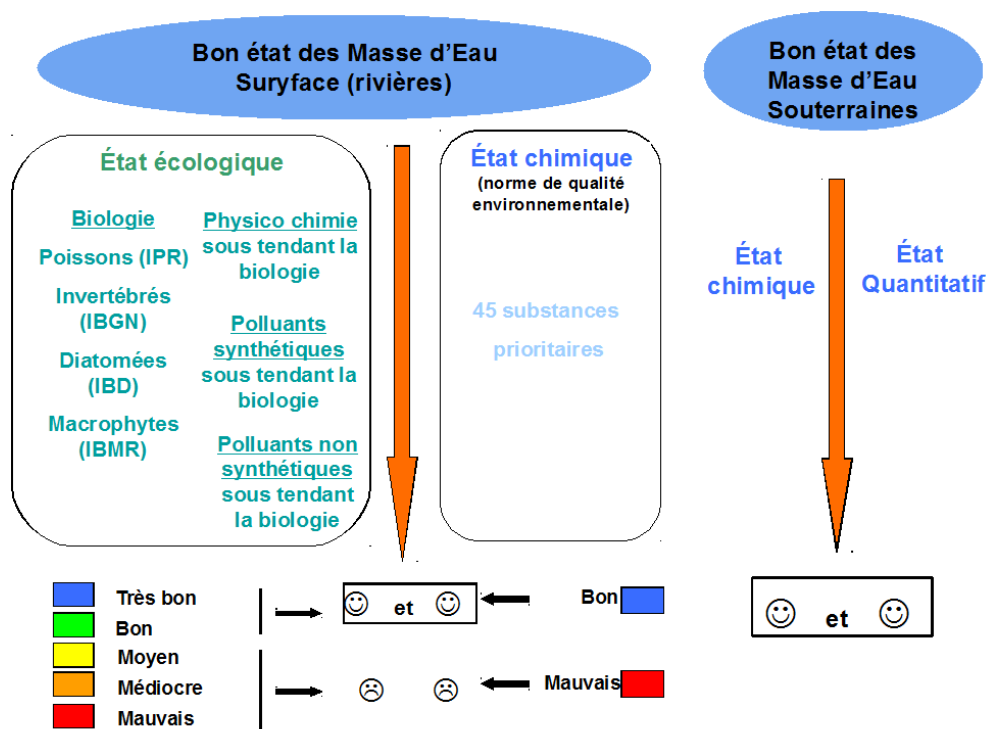 Bon état des Masse d'Eau
Suryface (rivières)
Bon état des
Masse d'Eau
Souterraines
État écologique
Biologie
Poissons (IPR)
Invertébrés
(IBGN)
Diatomées
(IBD)
Macrophytes
(IBMR)
Physico chimie
sous tendant la
biologie
Polluants
synthétiques
sous tendant la
biologie
Polluants non
synthétiques
sous tendant
la biologie
État chimique
(norme de qualité
environnementale)
45 substances
prioritaires
État
chimique
État
Quantitatif
Très bon
Bon
Moyen
Médiocre
Mauvais
et
Bon
Mauvais
et